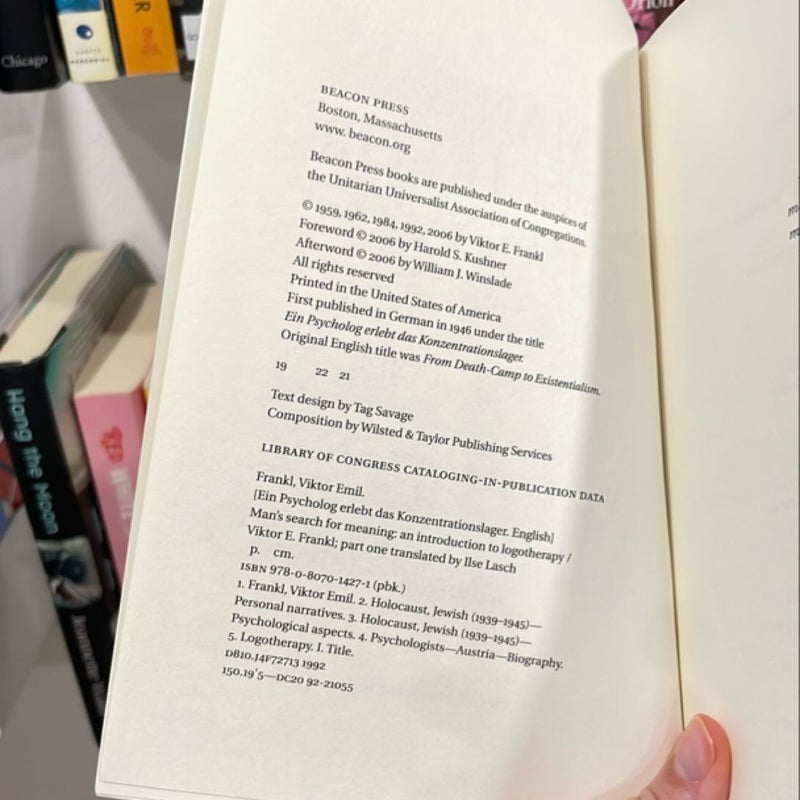 Chicago
HARPER
PERENNIAL
R
Orion
BEACON PRESS
Boston, Massachusetts
www. beacon.org
Beacon Press books are published under the auspices of
the Unitarian Universalist Association of Congregations.
© 1959, 1962, 1984, 1992, 2006 by Viktor E. Frankl
Foreword © 2006 by Harold S. Kushner
Afterword © 2006 by William J. Winslade
All rights reserved
Printed in the United States of America
First published in German in 1946 under the title
Ein Psycholog erlebt das Konzentrationslager.
Original English title was From Death-Camp to Existentialism.
19 22 21
Text design by Tag Savage
Composition by Wilsted & Taylor Publishing Services
LIBRARY OF CONGRESS CATALOGING-IN-PUBLICATION DATA
Frankl, Viktor Emil.
[Ein Psycholog erlebt das Konzentrationslager. English]
Man's search for meaning: an introduction to logotherapy /
Viktor E. Frankl; part one translated by Ilse Lasch
p. cm.
ISBN 978-0-8070-1427-1 (pbk.)
1. Frankl, Viktor Emil. 2. Holocaust, Jewish (1939–1945)—
Personal narratives. 3. Holocaust, Jewish (1939–1945)—
Psychological aspects. 4. Psychologists—Austria—Biography.
5. Logotherapy. I. Title.
D810.J4F72713 1992
150.19'5—DC20 92-21055
Hang the Moon